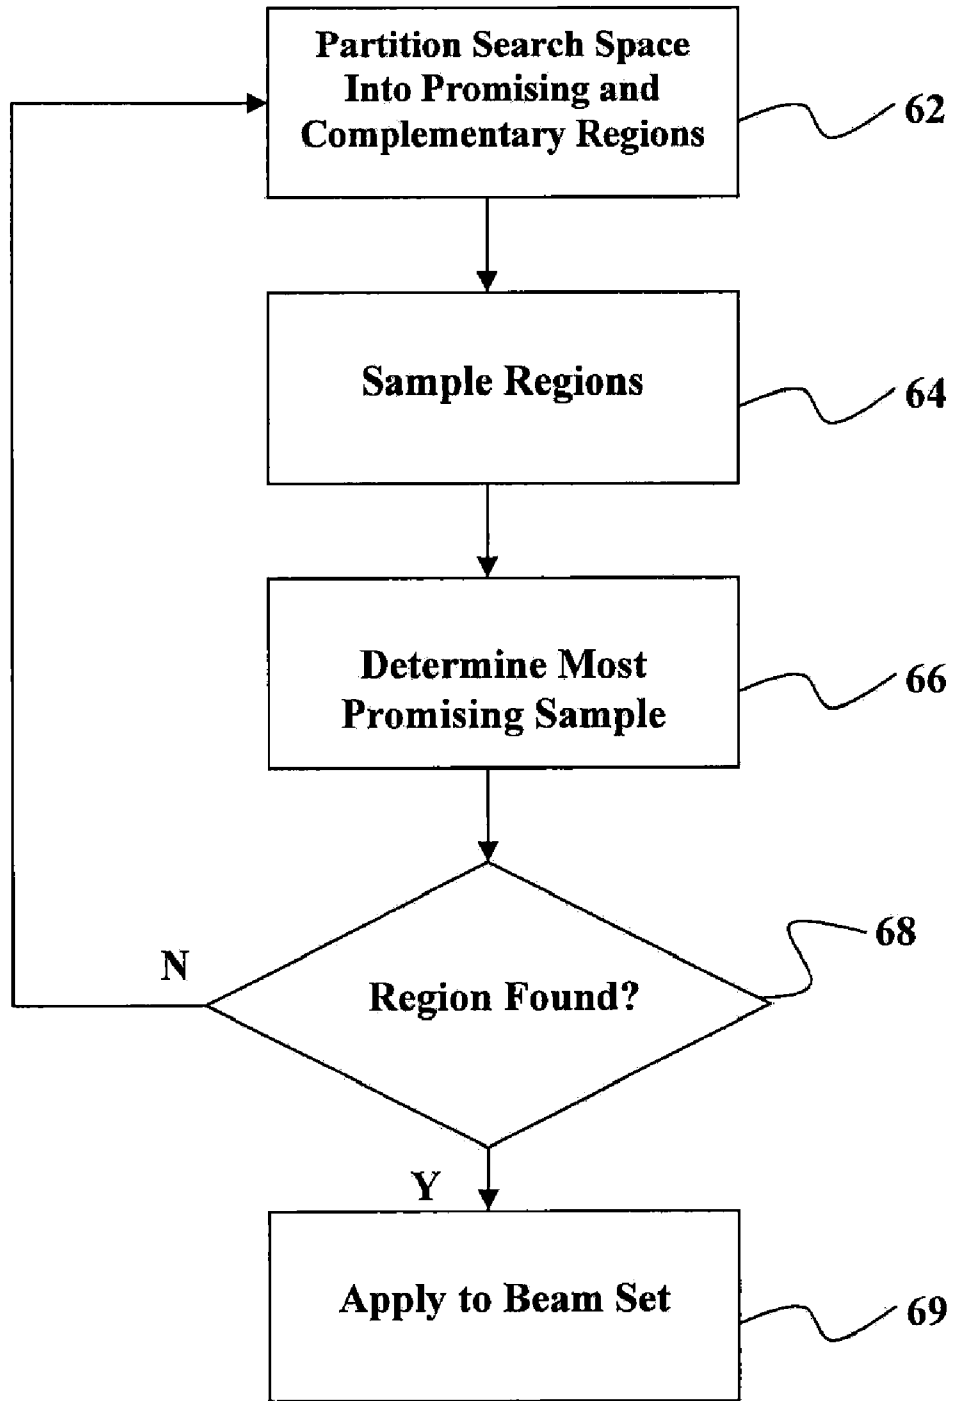 Partition Search Space
Into Promising and
Complementary Regions
62
Sample Regions
64
Determine Most
Promising Sample
66
68
N
Region Found?
Y
Apply to Beam Set
69